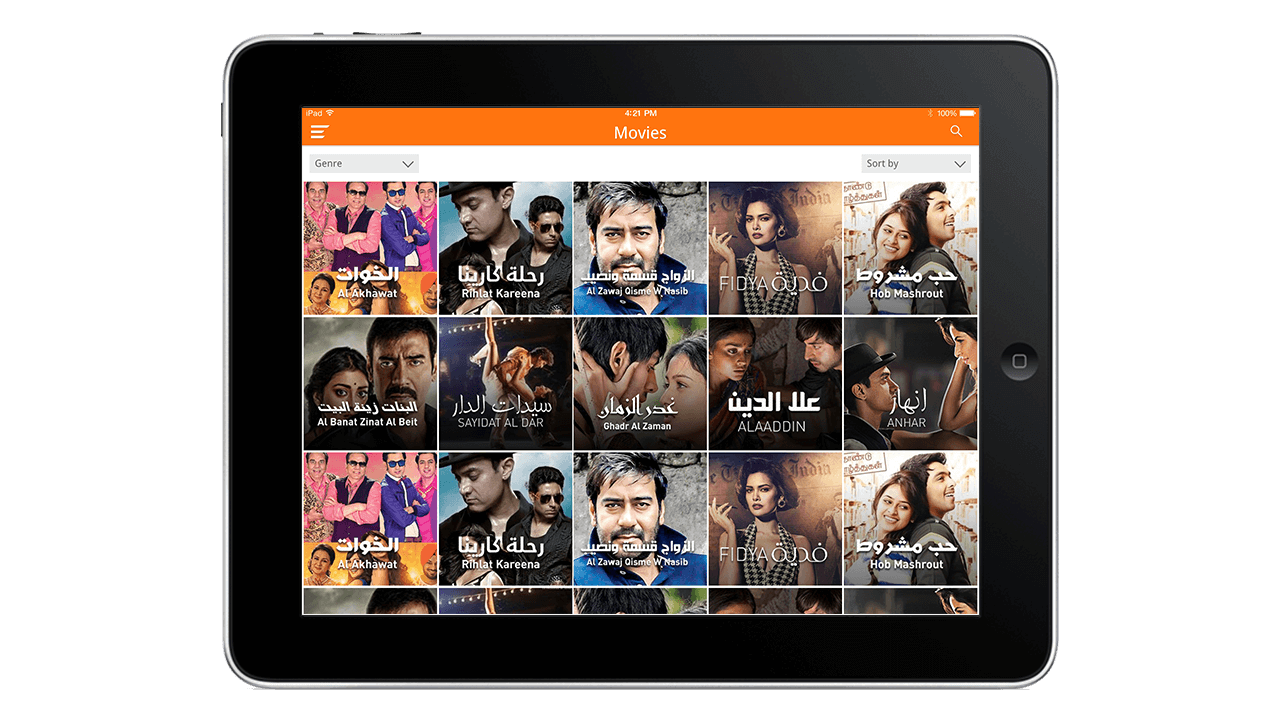 iPad
4:21 PM
100%
Movies
Genre
Sort by
الخوات
Al Akhawat
رحلة كارينا
Rihlat Kareena
الزواج قسمة ونصيب
Al Zawaj Qisme W Nasib
FIDYA فدية
حب مشروط
Hob Mashrout
البنات زينة البيت
Al Banat Zinat Al Beit
سيدات الدار
SAYIDAT AL DAR
غدر الزمان
Ghadr Al Zaman
علا الدين
ALAADDIN
انهار
ANHAR
الخوات
Al Akhawat
رحلة كارينا
Rihlat Kareena
الزواج قسمة ونصيب
Al Zawaj Qisme W Nasib
FIDYA فدية
حب مشروط
Hob Mashrout